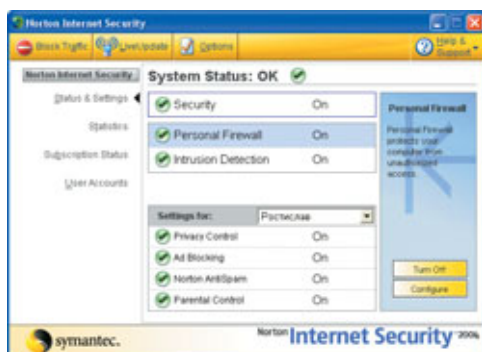 Norton Internet Security
Block Traffic LiveUpdate Options Help & Support
Norton Internet Security
System Status: OK
Status & Settings
Statistics
Subscription Status
User Accounts
Security On
Personal Firewall On
Intrusion Detection On
Settings for: Ростислав
Privacy Control On
Ad Blocking On
Norton AntiSpam On
Parental Control On
Personal Firewall
Personal Firewall
protects your
computer from
unauthorized
access.
Turn Off
Configure
symantec.
Norton Internet Security 2004